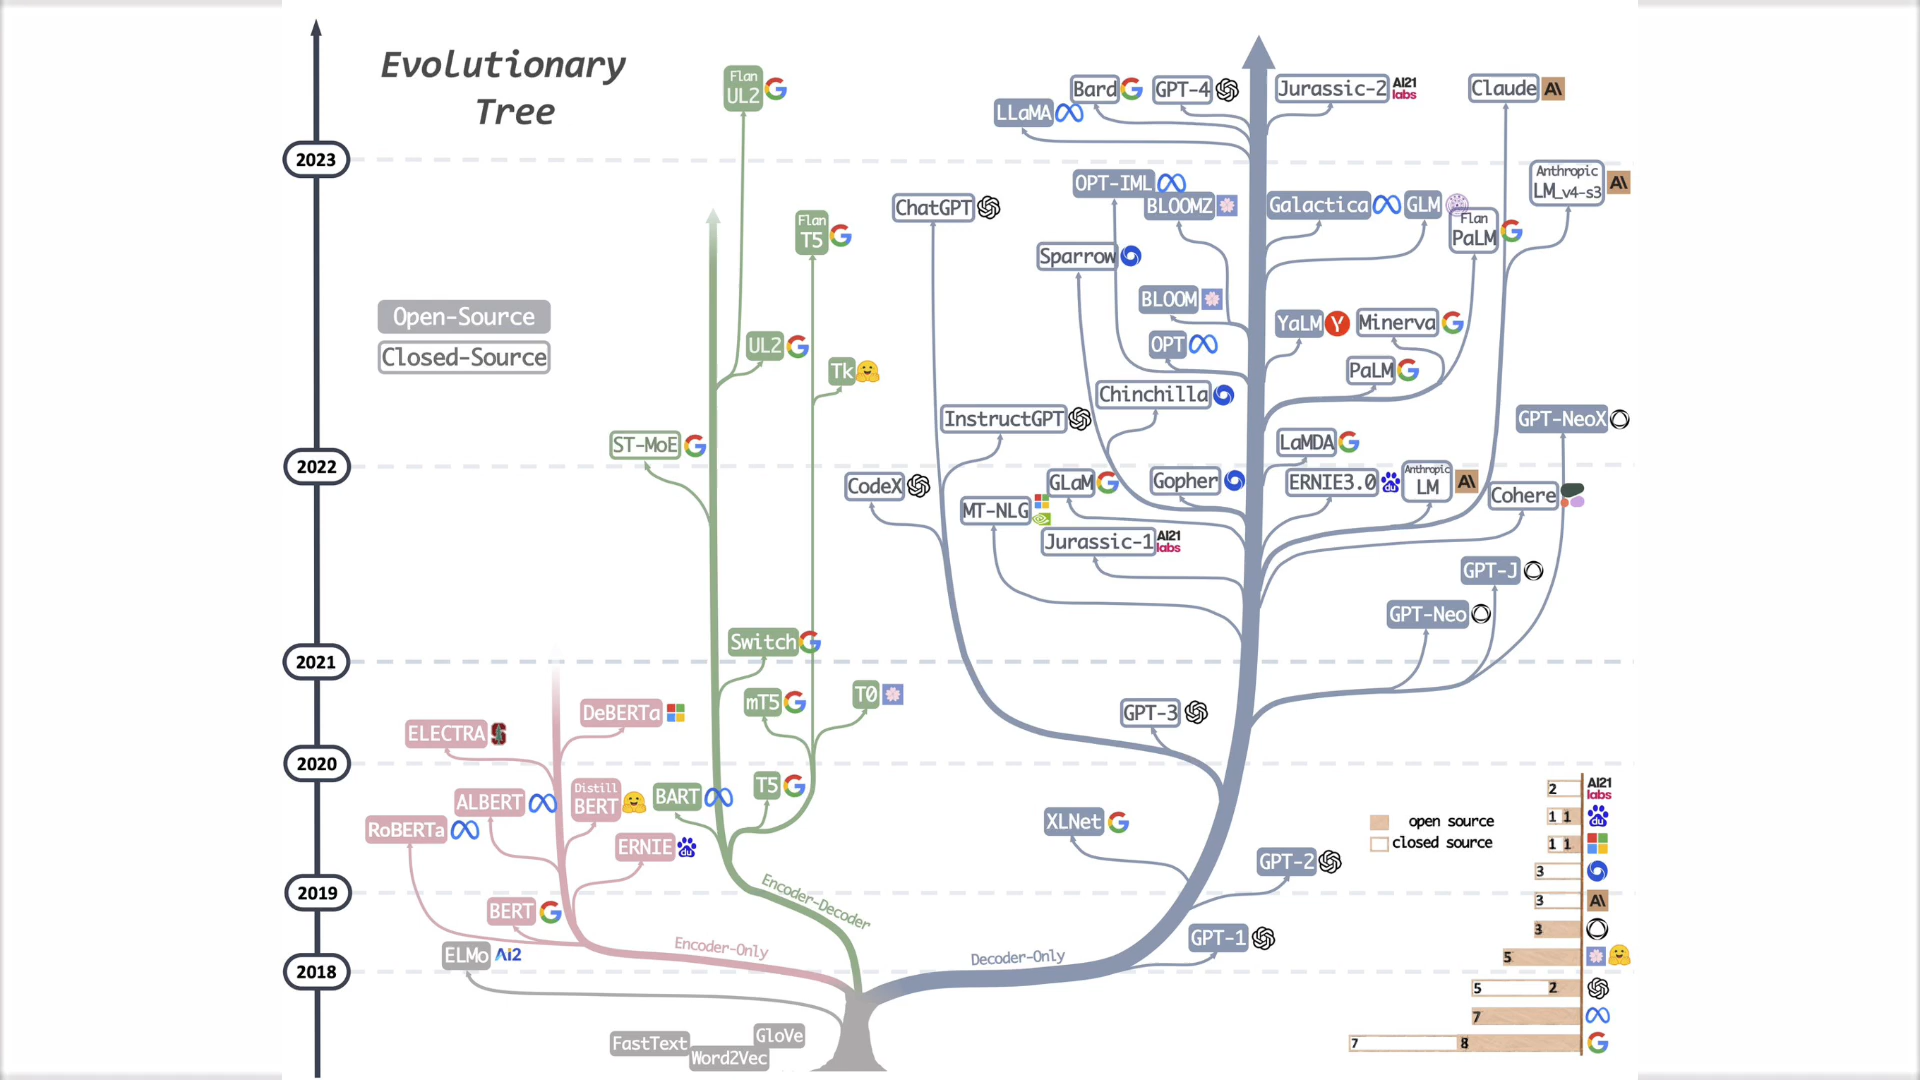 Evolutionary
Tree
2023
2022
2021
2020
2019
2018
Open-Source
Closed-Source
Flan
UL2
Flan
T5
UL2
Tk
ST-MoE
Switch
mT5
T0
T5
BART
Encoder-Decoder
DeBERTa
ELECTRA
ALBERT
Distill
BERT
RoBERTa
ERNIE
BERT
Encoder-Only
ELMo
Ai2
FastText
Word2Vec
GloVe
Bard
GPT-4
Jurassic-2
AI21
labs
Claude
A\
LLaMA
OPT-IML
BLOOMZ
Galactica
GLM
Anthropic
LM_v4-s3
A\
ChatGPT
Flan
PaLM
Sparrow
BLOOM
YaLM
Minerva
OPT
PaLM
Chinchilla
InstructGPT
GPT-NeoX
LaMDA
CodeX
GLaM
Gopher
ERNIE3.0
du
Anthropic
LM
A\
Cohere
MT-NLG
Jurassic-1
AI21
labs
GPT-J
GPT-Neo
GPT-3
XLNet
GPT-2
GPT-1
Decoder-Only
open source
closed source
2
AI21
labs
1 1
du
1 1
3
3
A\
3
5
5 2
7
7 8